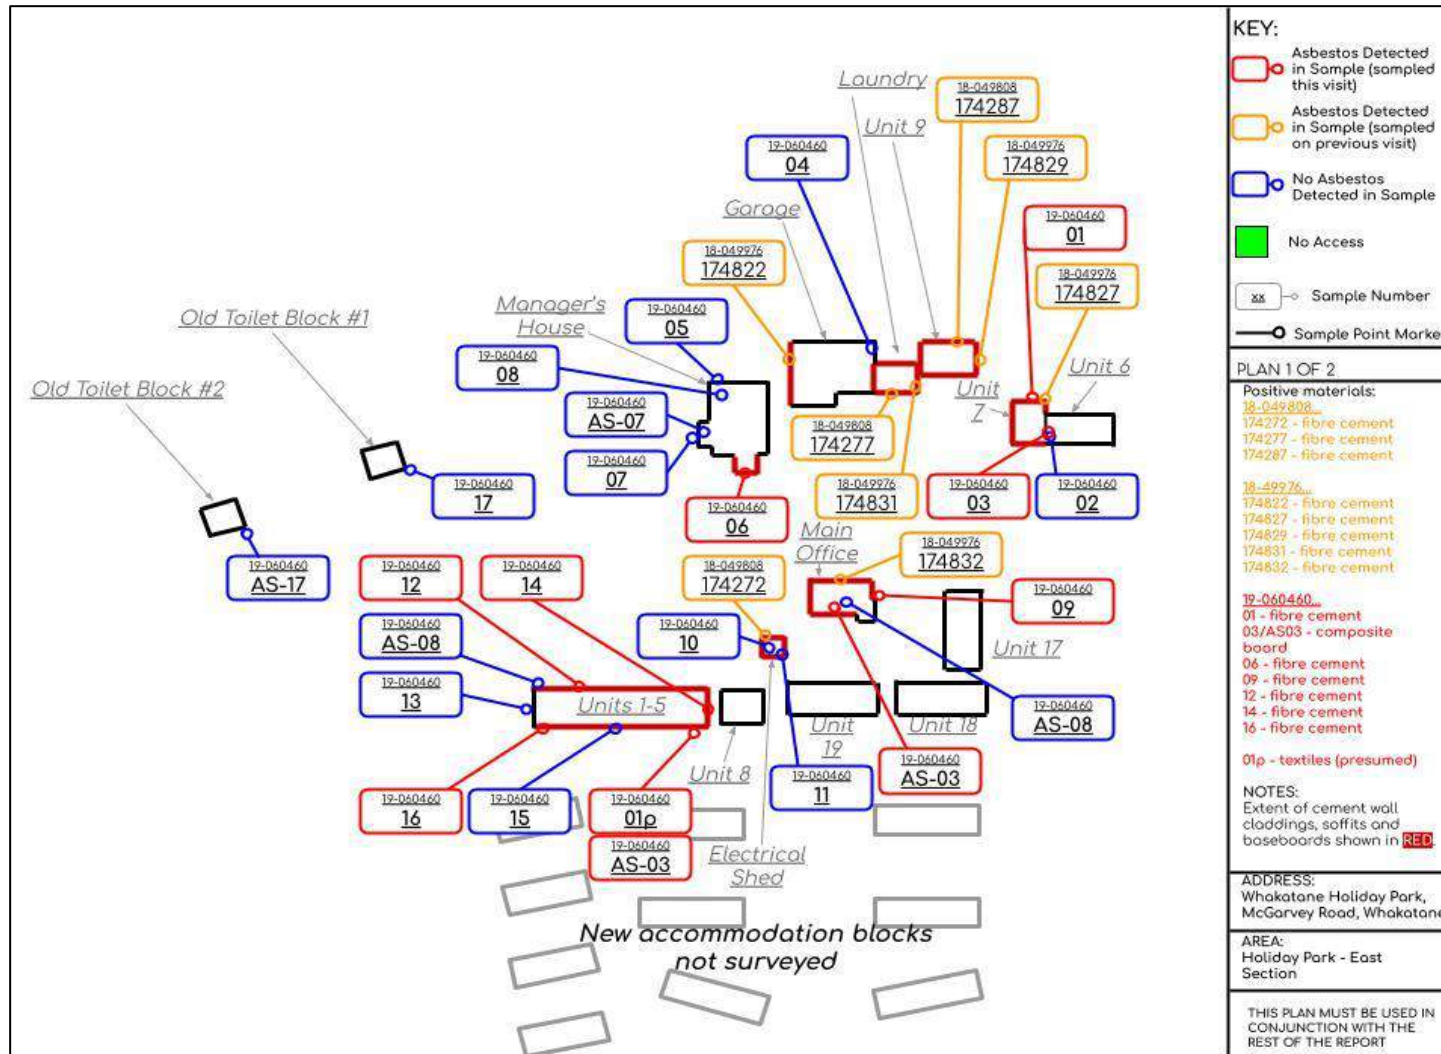 Laundry
18-049808
174287
Unit 9
19-060460
04
18-049976
174829
Garage
19-060460
01
18-049976
174822
18-049976
174827
Manager's
House
19-060460
05
Old Toilet Block #1
19-060460
08
Unit 6
Unit
7
Old Toilet Block #2
19-060460
AS-07
18-049808
174277
19-060460
07
19-060460
17
18-049976
174831
19-060460
03
19-060460
02
19-060460
06
Main
Office
18-049976
174832
19-060460
AS-17
19-060460
12
19-060460
14
18-049808
174272
19-060460
09
19-060460
AS-08
19-060460
10
Unit 17
19-060460
13
Units 1-5
19-060460
AS-08
Unit
19
Unit 18
Unit 8
19-060460
AS-03
19-060460
11
19-060460
16
19-060460
15
19-060460
01p
19-060460
AS-03
Electrical
Shed
New accommodation blocks
not surveyed
KEY:
Asbestos Detected
in Sample (sampled
this visit)
Asbestos Detected
in Sample (sampled
on previous visit)
No Asbestos
Detected in Sample
No Access
xx
Sample Number
Sample Point Marke
PLAN 1 OF 2
Positive materials:
18-049808...
174272 - fibre cement
174277 - fibre cement
174287 - fibre cement
18-49976...
174822 - fibre cement
174827 - fibre cement
174829 - fibre cement
174831 - fibre cement
174832 - fibre cement
19-060460...
01 - fibre cement
03/AS03 - composite
board
06 - fibre cement
09 - fibre cement
12 - fibre cement
14 - fibre cement
16 - fibre cement
01p - textiles (presumed)
NOTES:
Extent of cement wall
claddings, soffits and
baseboards shown in RED.
ADDRESS:
Whakatane Holiday Park,
McGarvey Road, Whakatane
AREA:
Holiday Park - East
Section
THIS PLAN MUST BE USED IN
CONJUNCTION WITH THE
REST OF THE REPORT